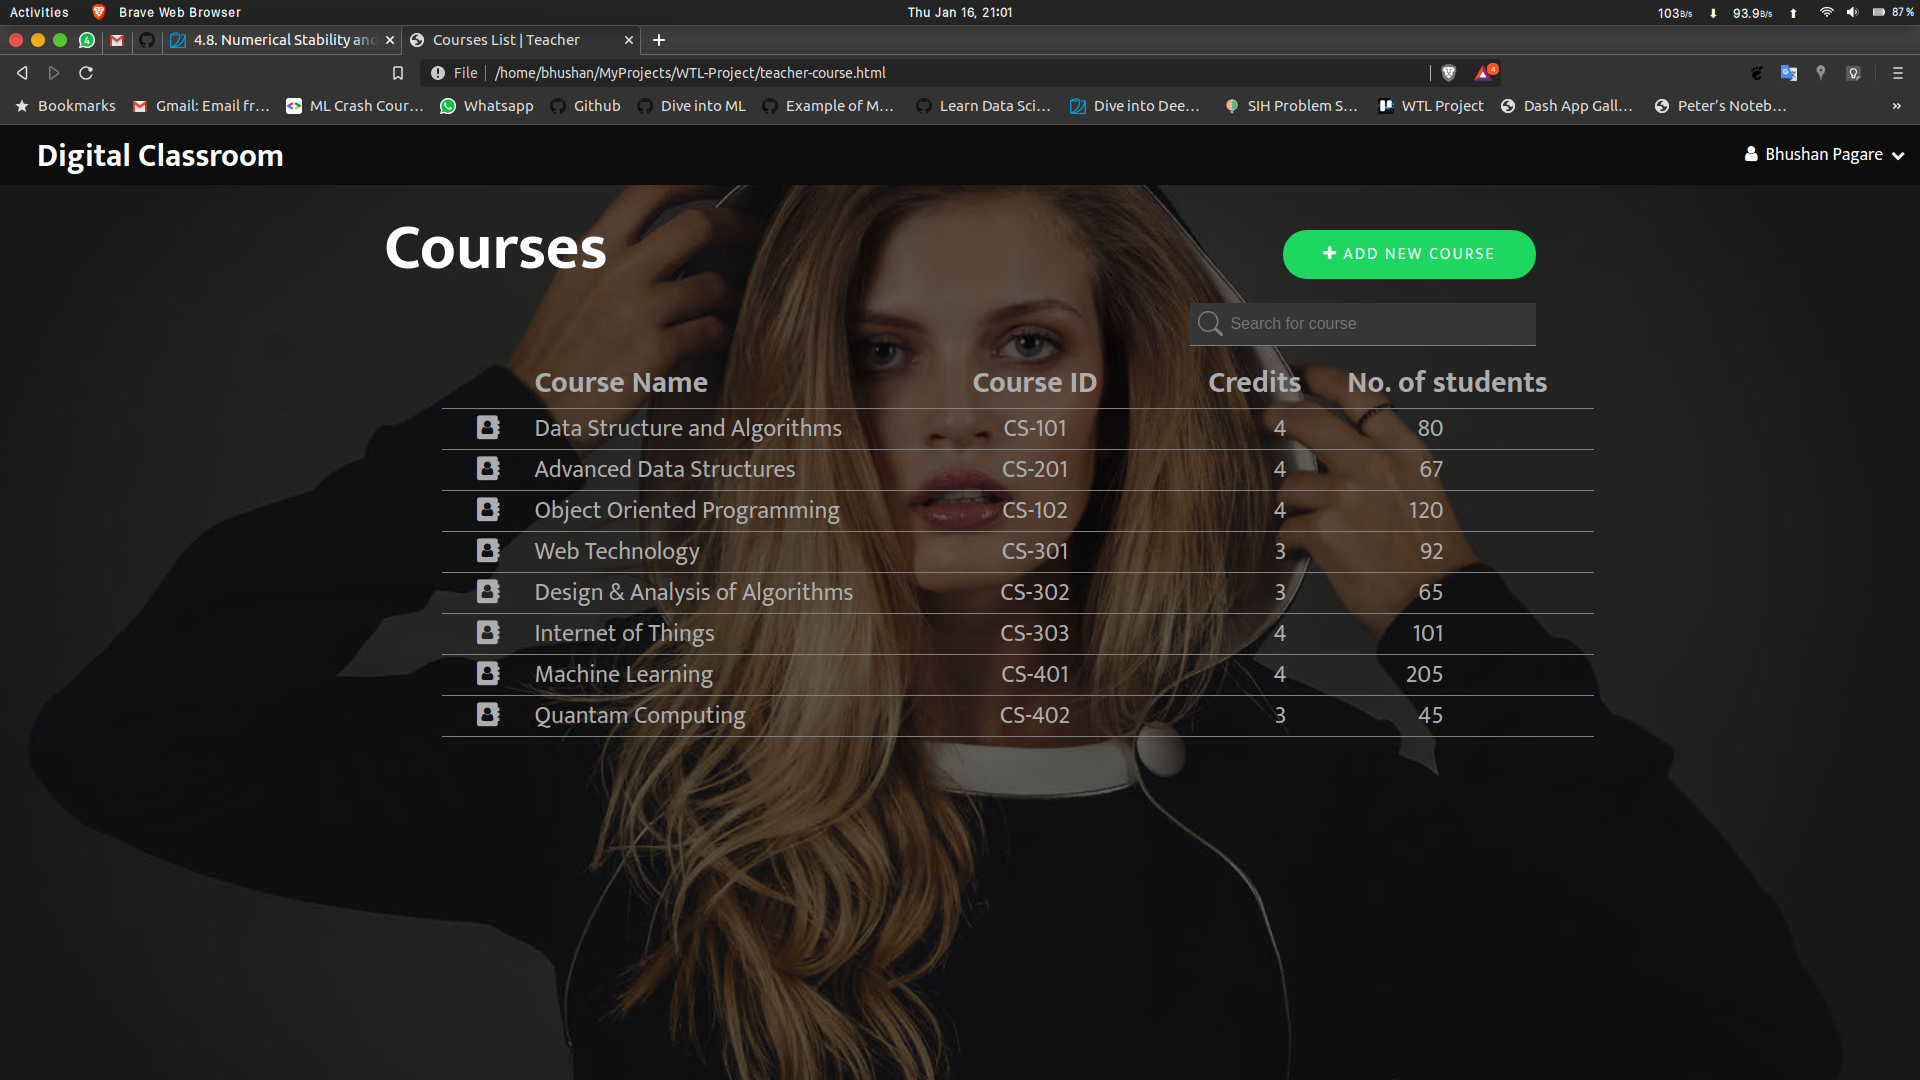 Activities Brave Web Browser Thu Jan 16, 21:01 103B/s 93.9B/s 87%
4 4.8. Numerical Stability and Courses List | Teacher
File /home/bhushan/MyProjects/WTL-Project/teacher-course.html 4
Bookmarks Gmail: Email fr… ML Crash Cour… Whatsapp Github Dive into ML Example of M… Learn Data Sci… Dive into Dee… SIH Problem S… WTL Project Dash App Gall… Peter's Noteb… »
Digital Classroom Bhushan Pagare
Courses
ADD NEW COURSE
Search for course
Course Name Course ID Credits No. of students
Data Structure and Algorithms CS-101 4 80
Advanced Data Structures CS-201 4 67
Object Oriented Programming CS-102 4 120
Web Technology CS-301 3 92
Design & Analysis of Algorithms CS-302 3 65
Internet of Things CS-303 4 101
Machine Learning CS-401 4 205
Quantam Computing CS-402 3 45